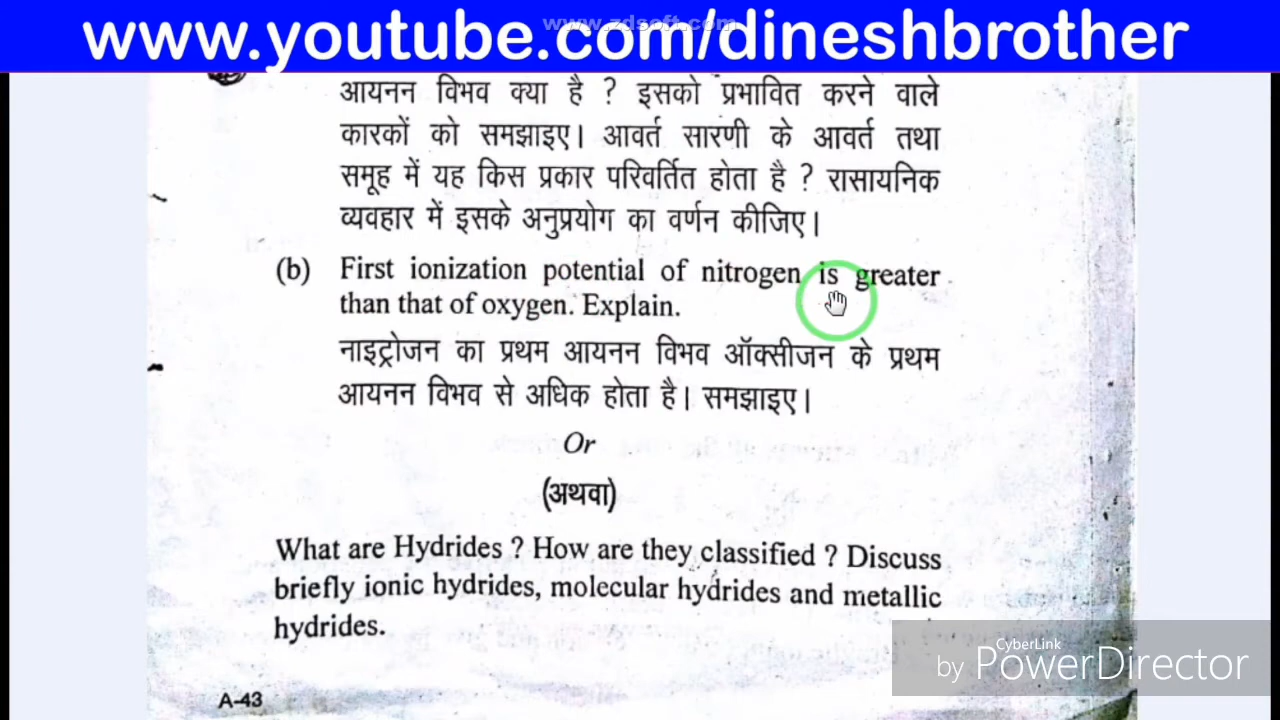 www.youtube.com/dineshbrother
www.zdsoft.com
आयनन विभव क्या है ? इसको प्रभावित करने वाले
कारकों को समझाइए। आवर्त सारणी के आवर्त तथा
समूह में यह किस प्रकार परिवर्तित होता है ? रासायनिक
व्यवहार में इसके अनुप्रयोग का वर्णन कीजिए।
(b) First ionization potential of nitrogen is greater
than that of oxygen. Explain.
नाइट्रोजन का प्रथम आयनन विभव ऑक्सीजन के प्रथम
आयनन विभव से अधिक होता है। समझाइए।
Or
(अथवा)
What are Hydrides ? How are they classified ? Discuss
briefly ionic hydrides, molecular hydrides and metallic
hydrides.
A-43
CyberLink
by PowerDirector